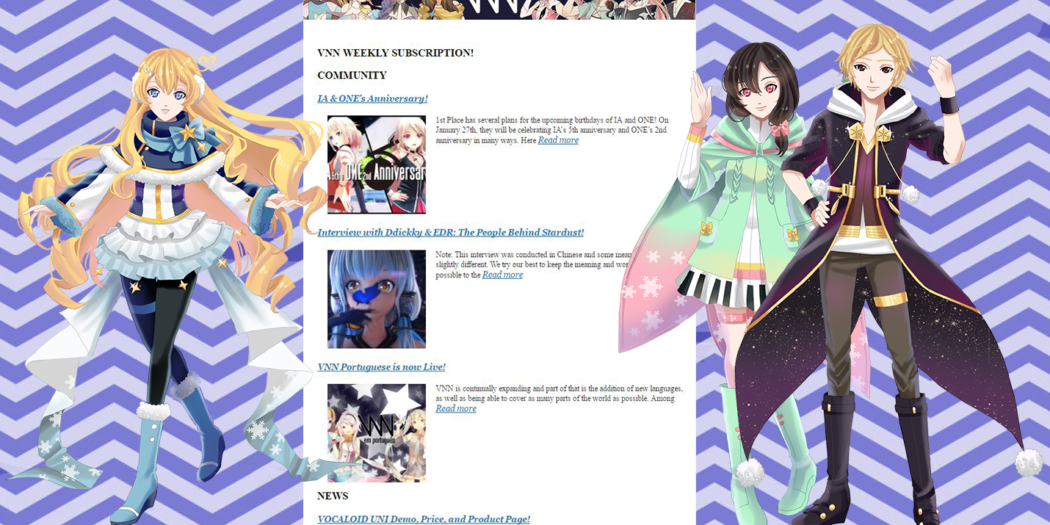 VNN WEEKLY SUBSCRIPTION!
COMMUNITY
IA & ONE's Anniversary!
1st Place has several plans for the upcoming birthdays of IA and ONE! On
January 27th, they will be celebrating IA's 5th anniversary and ONE's 2nd
anniversary in many ways. Here Read more
ONE 2nd Anniversary
Interview with Ddickky & EDR: The People Behind Stardust!
Note: This interview was conducted in Chinese and some
slightly different. We try our best to keep the meaning and
possible to the Read more
VNN Portuguese is now Live!
VNN is continually expanding and part of that is the addition of new languages,
as well as being able to cover as many parts of the world as possible. Among
Read more
VNN
em português
NEWS
VOCALOID UNI Demo, Price, and Product Page!